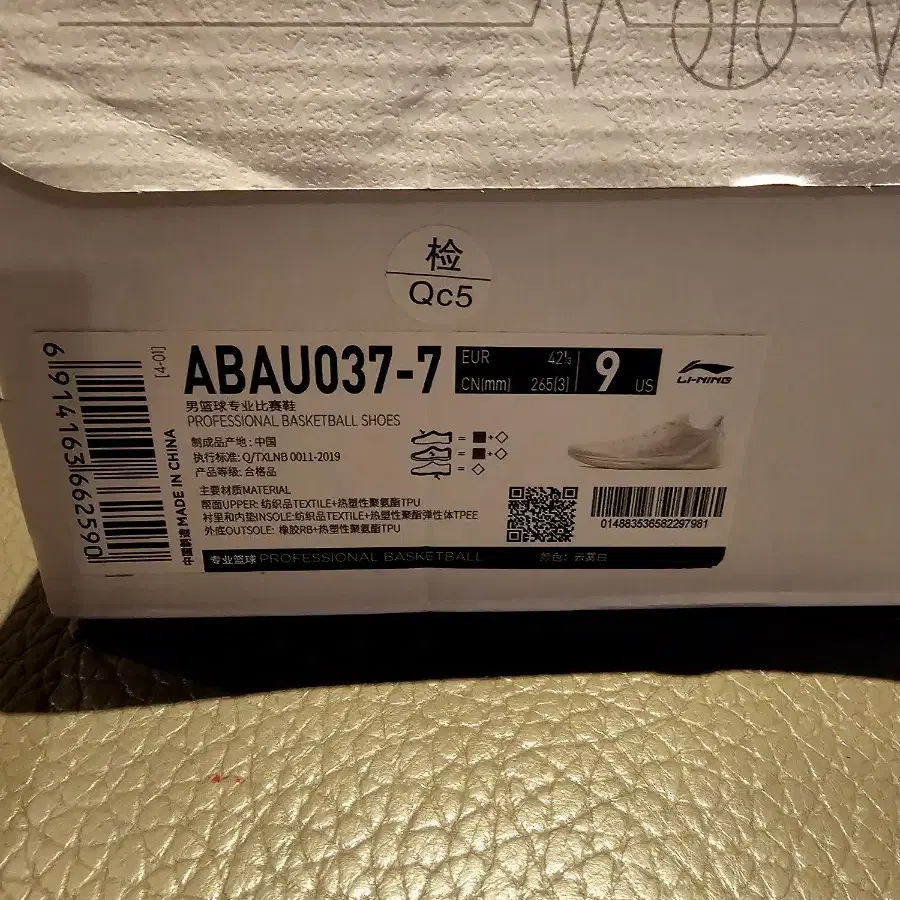 检
Qc5
6 914163 662590
[4-01]
中国制造 MADE IN CHINA
ABAU037-7
EUR 42⅓
CN(mm) 265(3)
9 US
LI-NING
男篮球专业比赛鞋
PROFESSIONAL BASKETBALL SHOES
制成品产地: 中国
执行标准: Q/TXLNB 0011-2019
产品等级: 合格品
主要材质MATERIAL
帮面UPPER: 纺织品TEXTILE+热塑性聚氨酯TPU
衬里和内垫INSOLE:纺织品TEXTILE+热塑性聚酯弹性体TPEE
外底OUTSOLE: 橡胶RB+热塑性聚氨酯TPU
014883536582297981
专业篮球 PROFESSIONAL BASKETBALL
颜色: 云雾白